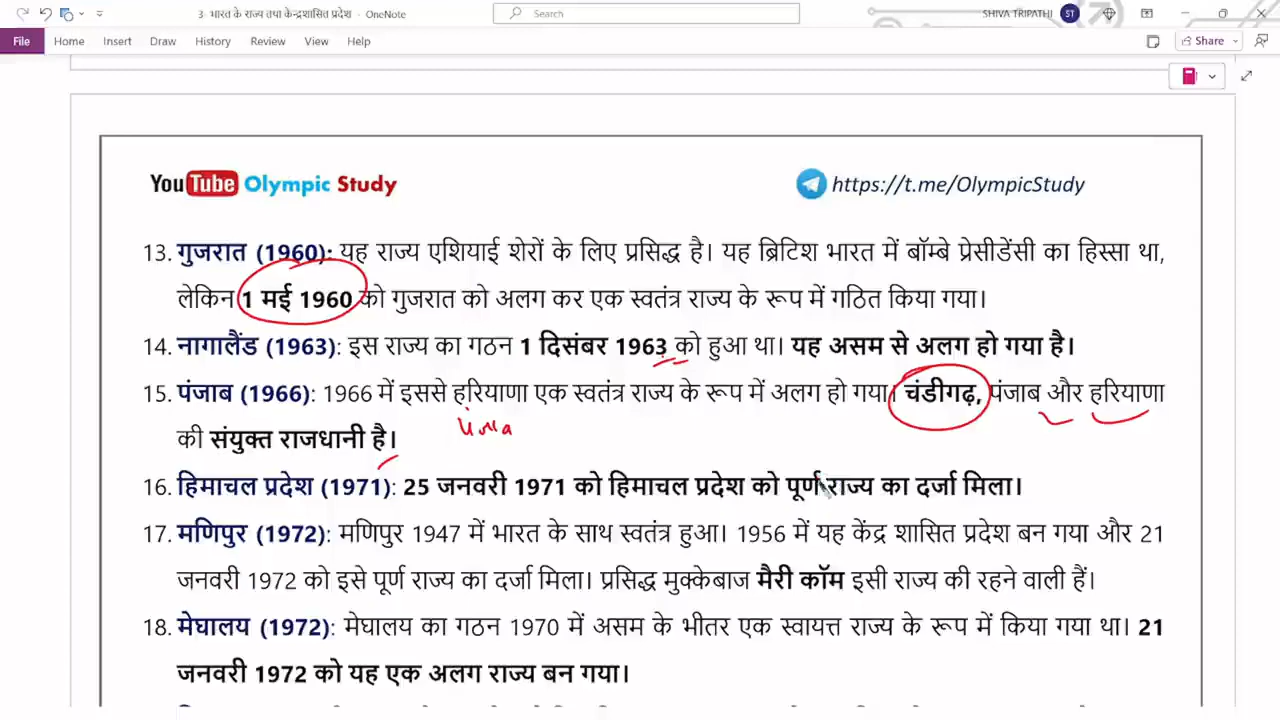 3- भारत के राज्य तथा केन्द्रशासित प्रदेश - OneNote
Search
SHIVA TRIPATHI ST
File Home Insert Draw History Review View Help
Share
YouTube Olympic Study
https://t.me/OlympicStudy
13. गुजरात (1960): यह राज्य एशियाई शेरों के लिए प्रसिद्ध है। यह ब्रिटिश भारत में बॉम्बे प्रेसीडेंसी का हिस्सा था,
लेकिन 1 मई 1960 को गुजरात को अलग कर एक स्वतंत्र राज्य के रूप में गठित किया गया।
14. नागालैंड (1963): इस राज्य का गठन 1 दिसंबर 1963 को हुआ था। यह असम से अलग हो गया है।
15. पंजाब (1966): 1966 में इससे हरियाणा एक स्वतंत्र राज्य के रूप में अलग हो गया। चंडीगढ़, पंजाब और हरियाणा
की संयुक्त राजधानी है।
16. हिमाचल प्रदेश (1971): 25 जनवरी 1971 को हिमाचल प्रदेश को पूर्ण राज्य का दर्जा मिला।
17. मणिपुर (1972): मणिपुर 1947 में भारत के साथ स्वतंत्र हुआ। 1956 में यह केंद्र शासित प्रदेश बन गया और 21
जनवरी 1972 को इसे पूर्ण राज्य का दर्जा मिला। प्रसिद्ध मुक्केबाज मैरी कॉम इसी राज्य की रहने वाली हैं।
18. मेघालय (1972): मेघालय का गठन 1970 में असम के भीतर एक स्वायत्त राज्य के रूप में किया गया था। 21
जनवरी 1972 को यह एक अलग राज्य बन गया।